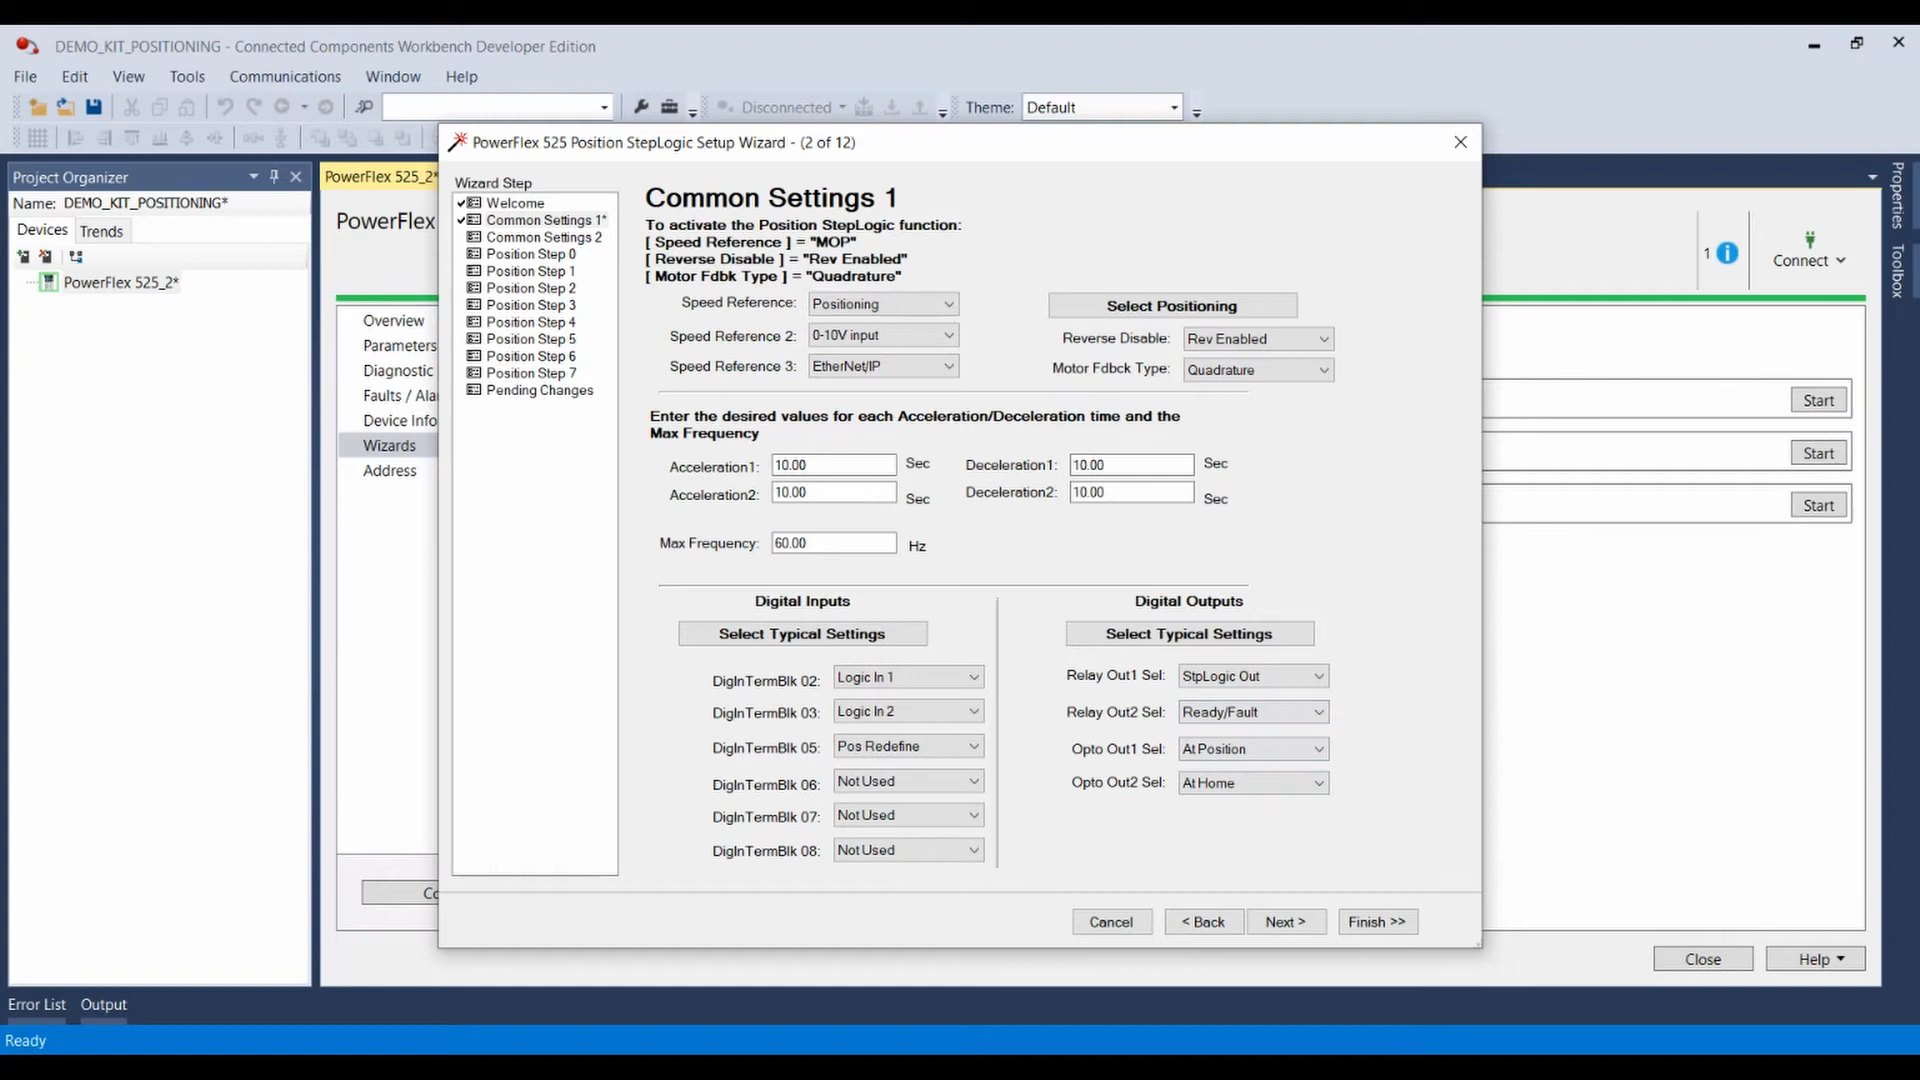 DEMO_KIT_POSITIONING - Connected Components Workbench Developer Edition
File Edit View Tools Communications Window Help
Disconnected Theme: Default
Project Organizer
Name: DEMO_KIT_POSITIONING*
Devices Trends
PowerFlex 525_2*
PowerFlex 525_2*
PowerFlex
1
Connect
Properties
Toolbox
Overview
Parameters
Diagnostic
Faults / Ala
Device Info
Wizards
Address
Co
Start
Start
Start
Close Help
PowerFlex 525 Position StepLogic Setup Wizard - (2 of 12)
Wizard Step
Welcome
Common Settings 1*
Common Settings 2
Position Step 0
Position Step 1
Position Step 2
Position Step 3
Position Step 4
Position Step 5
Position Step 6
Position Step 7
Pending Changes
Common Settings 1
To activate the Position StepLogic function:
[ Speed Reference ] = "MOP"
[ Reverse Disable ] = "Rev Enabled"
[ Motor Fdbk Type ] = "Quadrature"
Speed Reference: Positioning
Select Positioning
Speed Reference 2: 0-10V input
Reverse Disable: Rev Enabled
Speed Reference 3: EtherNet/IP
Motor Fdbck Type: Quadrature
Enter the desired values for each Acceleration/Deceleration time and the
Max Frequency
Acceleration1: 10.00 Sec Deceleration1: 10.00 Sec
Acceleration2: 10.00 Sec Deceleration2: 10.00 Sec
Max Frequency: 60.00 Hz
Digital Inputs
Select Typical Settings
DigInTermBlk 02: Logic In 1
DigInTermBlk 03: Logic In 2
DigInTermBlk 05: Pos Redefine
DigInTermBlk 06: Not Used
DigInTermBlk 07: Not Used
DigInTermBlk 08: Not Used
Digital Outputs
Select Typical Settings
Relay Out1 Sel: StpLogic Out
Relay Out2 Sel: Ready/Fault
Opto Out1 Sel: At Position
Opto Out2 Sel: At Home
Cancel < Back Next > Finish >>
Error List Output
Ready